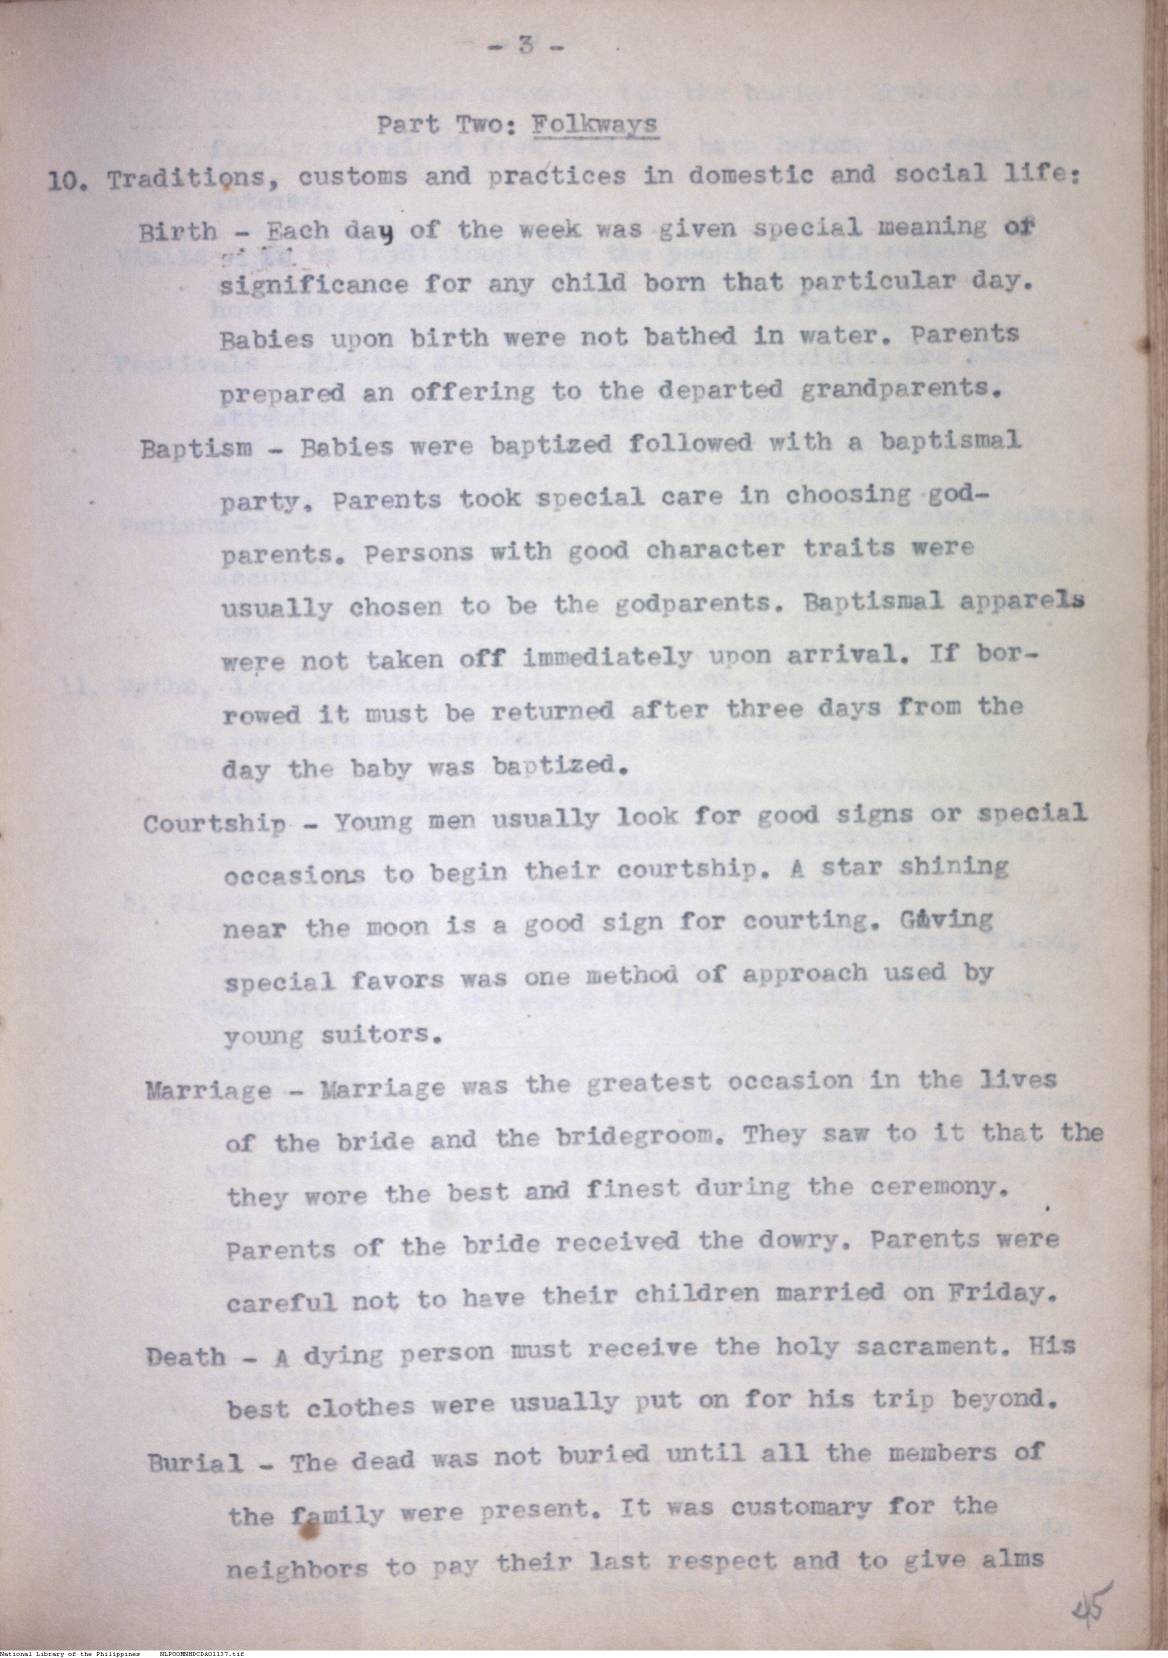 - 3 -
Part Two: Folkways
10. Traditions, customs and practices in domestic and social life:
Birth - Each day of the week was given special meaning or
significance for any child born that particular day.
Babies upon birth were not bathed in water. Parents
prepared an offering to the departed grandparents.
Baptism - Babies were baptized followed with a baptismal
party. Parents took special care in choosing god-
parents. Persons with good character traits were
usually chosen to be the godparents. Baptismal apparels
were not taken off immediately upon arrival. If bor-
rowed it must be returned after three days from the
day the baby was baptized.
Courtship - Young men usually look for good signs or special
occasions to begin their courtship. A star shining
near the moon is a good sign for courting. Giving
special favors was one method of approach used by
young suitors.
Marriage - Marriage was the greatest occasion in the lives
of the bride and the bridegroom. They saw to it that the
they wore the best and finest during the ceremony.
Parents of the bride received the dowry. Parents were
careful not to have their children married on Friday.
Death - A dying person must receive the holy sacrament. His
best clothes were usually put on for his trip beyond.
Burial - The dead was not buried until all the members of
the family were present. It was customary for the
neighbors to pay their last respect and to give alms
45
National Library of the Philippines NLPOOMNHDCDA01137.tif